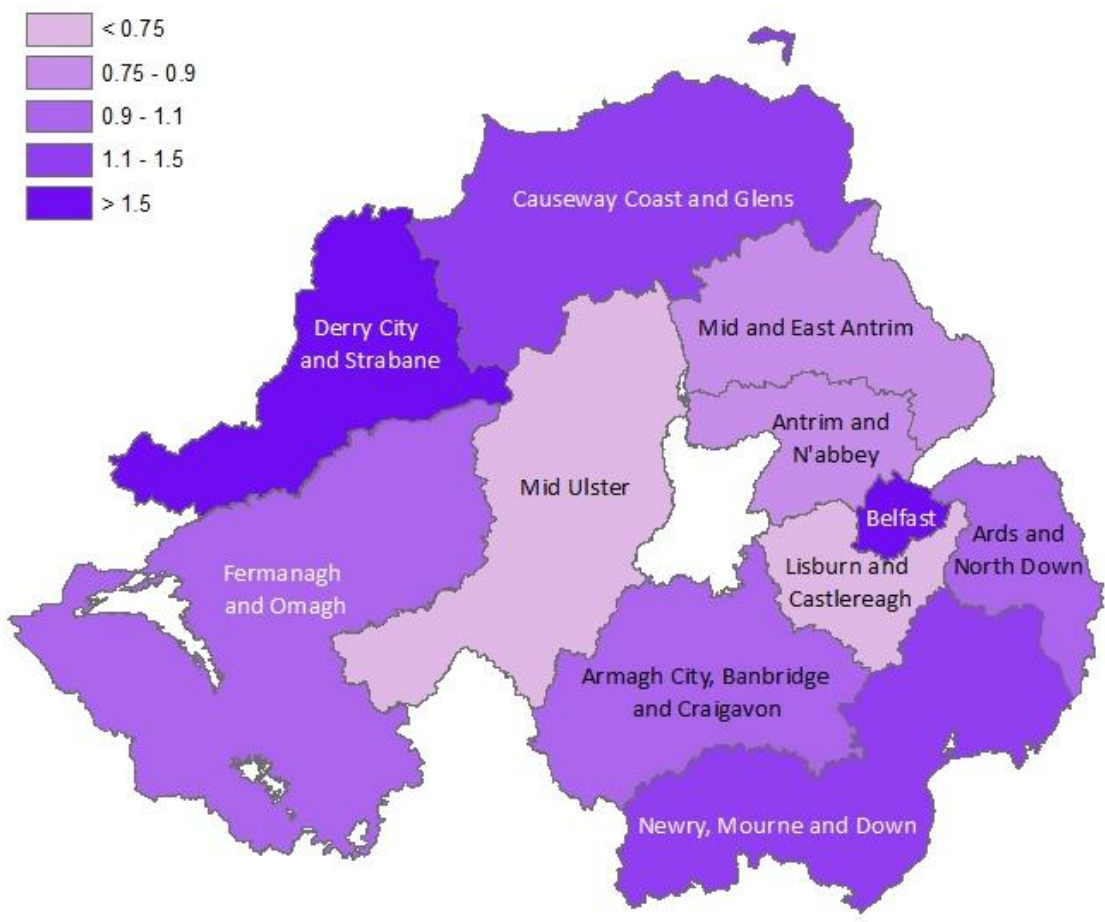 < 0.75
0.75 - 0.9
0.9 - 1.1
1.1 - 1.5
> 1.5
Causeway Coast and Glens
Derry City
and Strabane
Mid and East Antrim
Antrim and
N'abbey
Mid Ulster
Belfast
Ards and
North Down
Lisburn and
Castlereagh
Fermanagh
and Omagh
Armagh City, Banbridge
and Craigavon
Newry, Mourne and Down